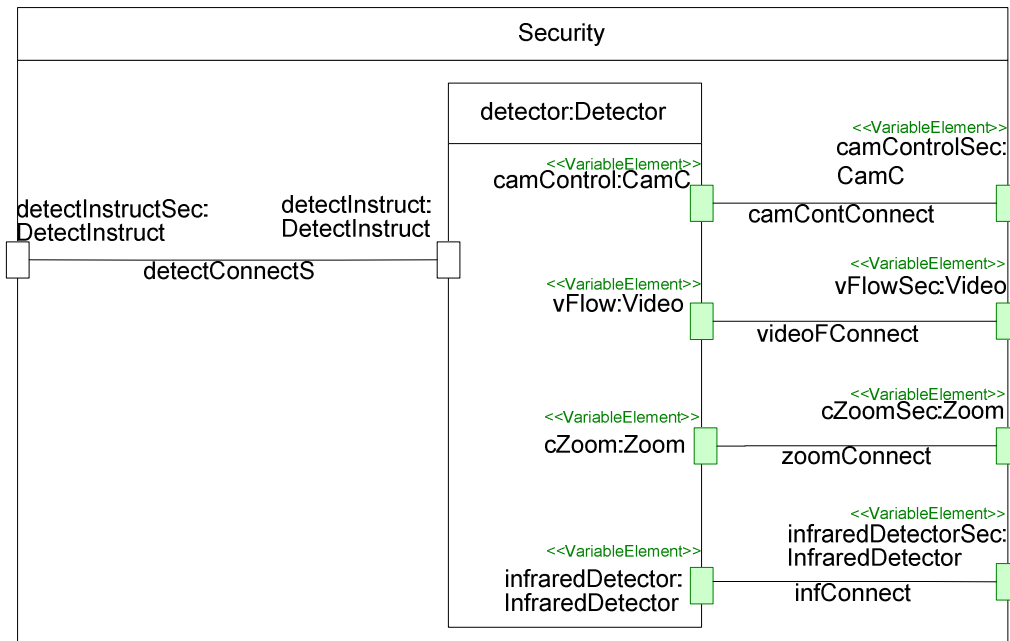 Security
detector:Detector
<<VariableElement>>
camControl:CamC
<<VariableElement>>
camControlSec:
CamC
camContConnect
detectInstructSec:
DetectInstruct
detectInstruct:
DetectInstruct
detectConnectS
<<VariableElement>>
vFlow:Video
<<VariableElement>>
vFlowSec:Video
videoFConnect
<<VariableElement>>
cZoom:Zoom
<<VariableElement>>
cZoomSec:Zoom
zoomConnect
<<VariableElement>>
infraredDetector:
InfraredDetector
<<VariableElement>>
infraredDetectorSec:
InfraredDetector
infConnect